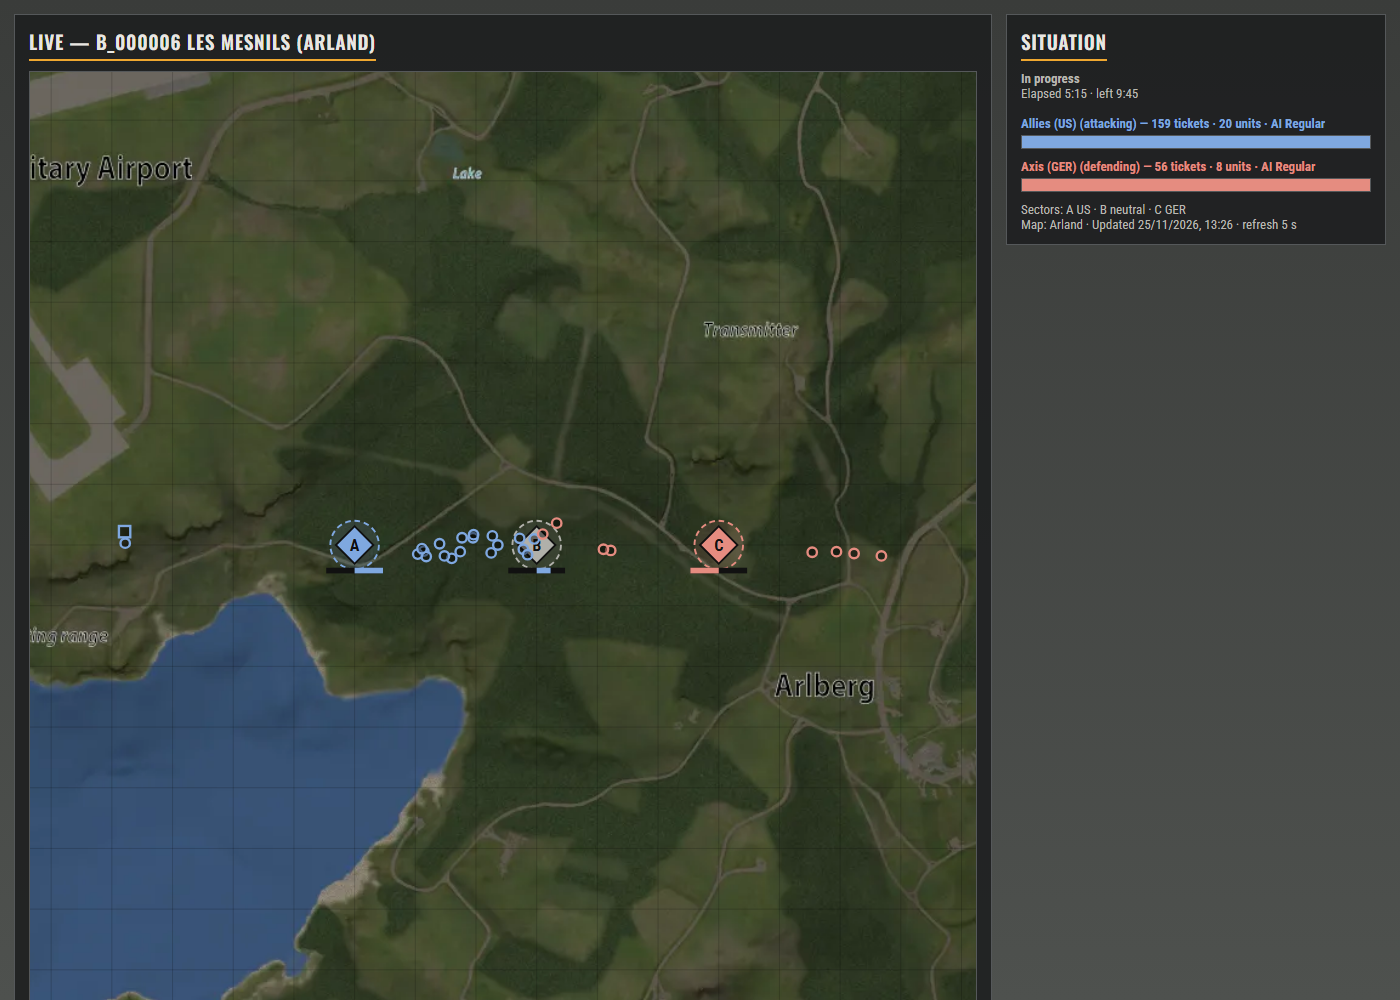 LIVE — B_000006 LES MESNILS (ARLAND)
itary Airport
Lake
Transmitter
A
B
C
ing range
Arlberg
SITUATION
In progress
Elapsed 5:15 · left 9:45
Allies (US) (attacking) — 159 tickets · 20 units · AI Regular
Axis (GER) (defending) — 56 tickets · 8 units · AI Regular
Sectors: A US · B neutral · C GER
Map: Arland · Updated 25/11/2026, 13:26 · refresh 5 s